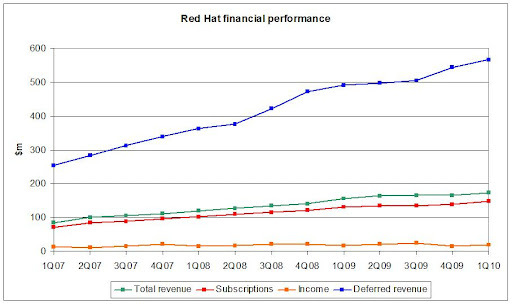 Red Hat financial performance
600
500
400
300
200
100
0
$m
1Q07 2Q07 3Q07 4Q07 1Q08 2Q08 3Q08 4Q08 1Q09 2Q09 3Q09 4Q09 1Q10
Total revenue Subscriptions Income Deferred revenue